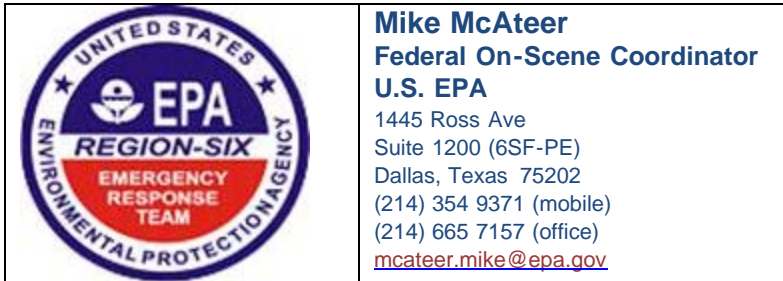 UNITED STATES
ENVIRONMENTAL PROTECTION AGENCY
EPA
REGION-SIX
EMERGENCY
RESPONSE
TEAM
Mike McAteer
Federal On-Scene Coordinator
U.S. EPA
1445 Ross Ave
Suite 1200 (6SF-PE)
Dallas, Texas  75202
(214) 354 9371 (mobile)
(214) 665 7157 (office)
mcateer.mike@epa.gov